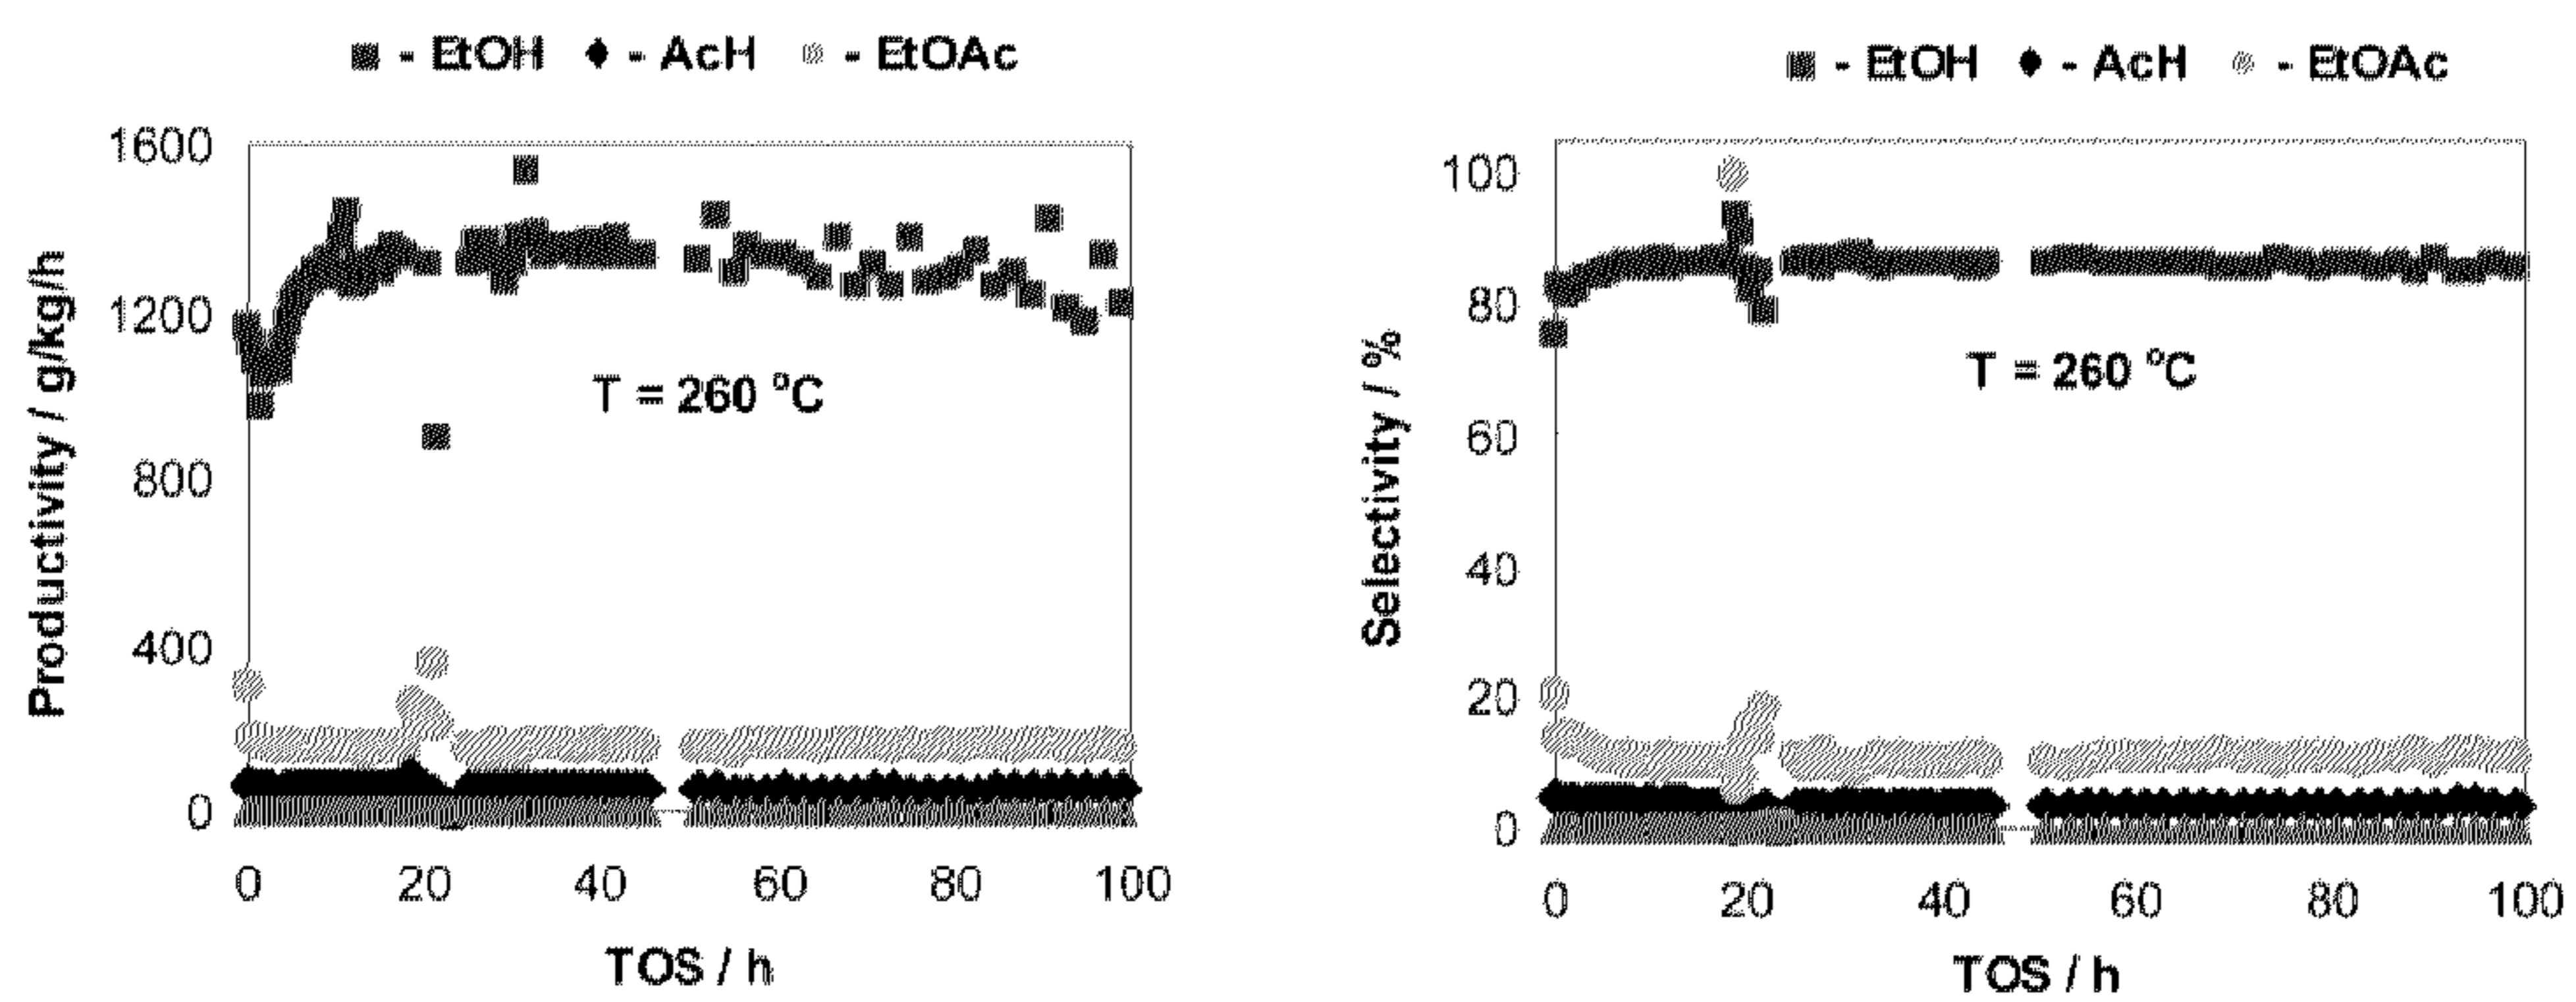 ■ - EtOH ◆ - AcH ● - EtOAc
1600
1200
800
400
0
Productivity / g/kg/h
T = 260 °C
0 20 40 60 80 100
TOS / h
■ - EtOH ◆ - AcH ● - EtOAc
100
80
60
40
20
0
Selectivity / %
T = 260 °C
0 20 40 60 80 100
TOS / h